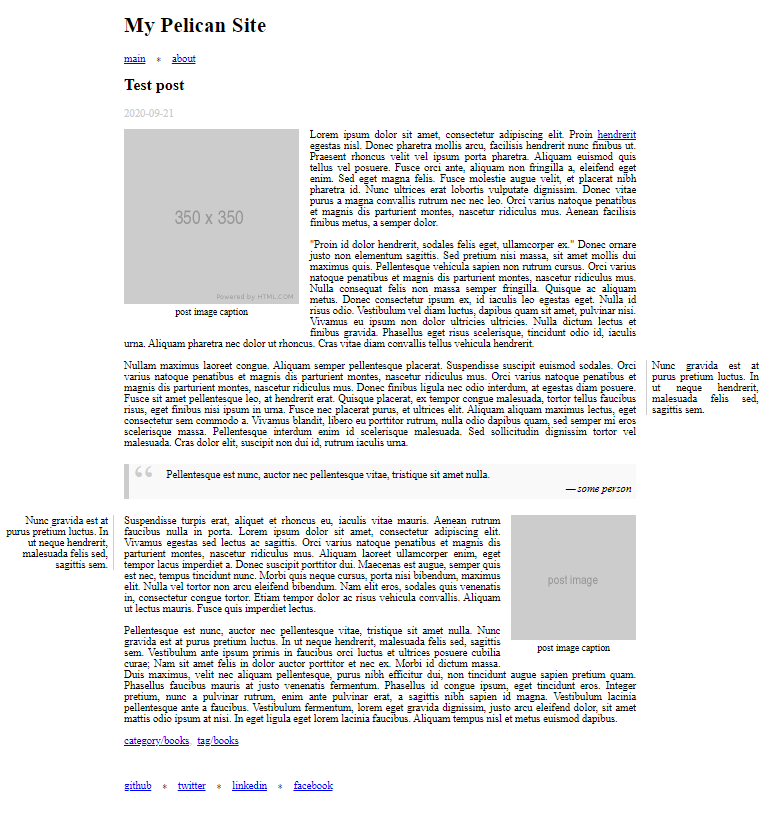 My Pelican Site
main * about
Test post
2020-09-21
350 x 350
Powered by HTML.COM
post image caption
Lorem ipsum dolor sit amet, consectetur adipiscing elit. Proin hendrerit
egestas nisl. Donec pharetra mollis arcu, facilisis hendrerit nunc finibus ut.
Praesent rhoncus velit vel ipsum porta pharetra. Aliquam euismod quis
tellus vel posuere. Fusce orci ante, aliquam non fringilla a, eleifend eget
enim. Sed eget magna felis. Fusce molestie augue velit, et placerat nibh
pharetra id. Nunc ultrices erat lobortis vulputate dignissim. Donec vitae
purus a magna convallis rutrum nec nec leo. Orci varius natoque penatibus
et magnis dis parturient montes, nascetur ridiculus mus. Aenean facilisis
finibus metus, a semper dolor.
"Proin id dolor hendrerit, sodales felis eget, ullamcorper ex." Donec ornare
justo non elementum sagittis. Sed pretium nisi massa, sit amet mollis dui
maximus quis. Pellentesque vehicula sapien non rutrum cursus. Orci varius
natoque penatibus et magnis dis parturient montes, nascetur ridiculus mus.
Nulla consequat felis non massa semper fringilla. Quisque ac aliquam
metus. Donec consectetur ipsum ex, id iaculis leo egestas eget. Nulla id
risus odio. Vestibulum vel diam luctus, dapibus quam sit amet, pulvinar nisi.
Vivamus eu ipsum non dolor ultricies ultricies. Nulla dictum lectus et
finibus gravida. Phasellus eget risus scelerisque, tincidunt odio id, iaculis
urna. Aliquam pharetra nec dolor ut rhoncus. Cras vitae diam convallis tellus vehicula hendrerit.
Nullam maximus laoreet congue. Aliquam semper pellentesque placerat. Suspendisse suscipit euismod sodales. Orci
varius natoque penatibus et magnis dis parturient montes, nascetur ridiculus mus. Orci varius natoque penatibus et
magnis dis parturient montes, nascetur ridiculus mus. Donec finibus ligula nec odio interdum, at egestas diam posuere.
Fusce sit amet pellentesque leo, at hendrerit erat. Quisque placerat, ex tempor congue malesuada, tortor tellus faucibus
risus, eget finibus nisi ipsum in urna. Fusce nec placerat purus, et ultrices elit. Aliquam aliquam maximus lectus, eget
consectetur sem commodo a. Vivamus blandit, libero eu porttitor rutrum, nulla odio dapibus quam, sed semper mi eros
scelerisque massa. Pellentesque interdum enim id scelerisque malesuada. Sed sollicitudin dignissim tortor vel
malesuada. Cras dolor elit, suscipit non dui id, rutrum iaculis urna.
Nunc gravida est at
purus pretium luctus. In
ut neque hendrerit,
malesuada felis sed,
sagittis sem.
“ Pellentesque est nunc, auctor nec pellentesque vitae, tristique sit amet nulla.
— some person
Nunc gravida est at
purus pretium luctus. In
ut neque hendrerit,
malesuada felis sed,
sagittis sem.
Suspendisse turpis erat, aliquet et rhoncus eu, iaculis vitae mauris. Aenean rutrum
faucibus nulla in porta. Lorem ipsum dolor sit amet, consectetur adipiscing elit.
Vivamus egestas sed lectus ac sagittis. Orci varius natoque penatibus et magnis dis
parturient montes, nascetur ridiculus mus. Aliquam laoreet ullamcorper enim, eget
tempor lacus imperdiet a. Donec suscipit porttitor dui. Maecenas est augue, semper quis
est nec, tempus tincidunt nunc. Morbi quis neque cursus, porta nisi bibendum, maximus
elit. Nulla vel tortor non arcu eleifend bibendum. Nam elit eros, sodales quis venenatis
in, consectetur congue tortor. Etiam tempor dolor ac risus vehicula convallis. Aliquam
ut lectus mauris. Fusce quis imperdiet lectus.
post image
post image caption
Pellentesque est nunc, auctor nec pellentesque vitae, tristique sit amet nulla. Nunc
gravida est at purus pretium luctus. In ut neque hendrerit, malesuada felis sed, sagittis
sem. Vestibulum ante ipsum primis in faucibus orci luctus et ultrices posuere cubilia
curae; Nam sit amet felis in dolor auctor porttitor et nec ex. Morbi id dictum massa.
Duis maximus, velit nec aliquam pellentesque, purus nibh efficitur dui, non tincidunt augue sapien pretium quam.
Phasellus faucibus mauris at justo venenatis fermentum. Phasellus id congue ipsum, eget tincidunt eros. Integer
pretium, nunc a pulvinar rutrum, enim ante pulvinar erat, a sagittis nibh sapien id magna. Vestibulum lacinia
pellentesque ante a faucibus. Vestibulum fermentum, lorem eget gravida dignissim, justo arcu eleifend dolor, sit amet
mattis odio ipsum at nisi. In eget ligula eget lorem lacinia faucibus. Aliquam tempus nisl et metus euismod dapibus.
category/books, tag/books
github * twitter * linkedin * facebook